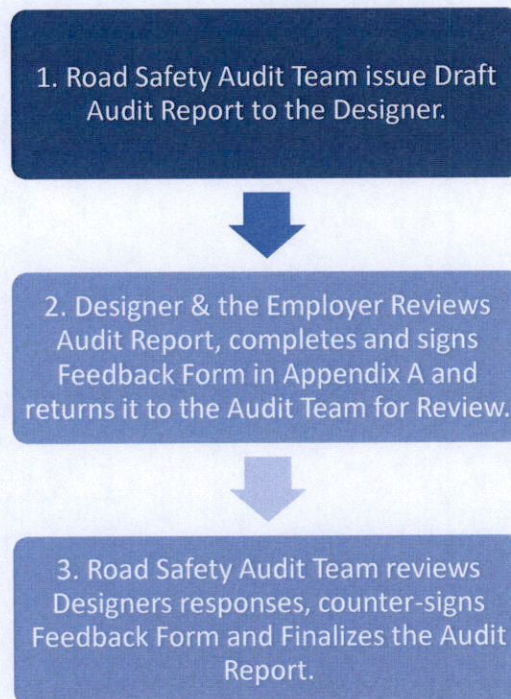 1. Road Safety Audit Team issue Draft
Audit Report to the Designer.
2. Designer & the Employer Reviews
Audit Report, completes and signs
Feedback Form in Appendix A and
returns it to the Audit Team for Review.
3. Road Safety Audit Team reviews
Designers responses, counter-signs
Feedback Form and Finalizes the Audit
Report.